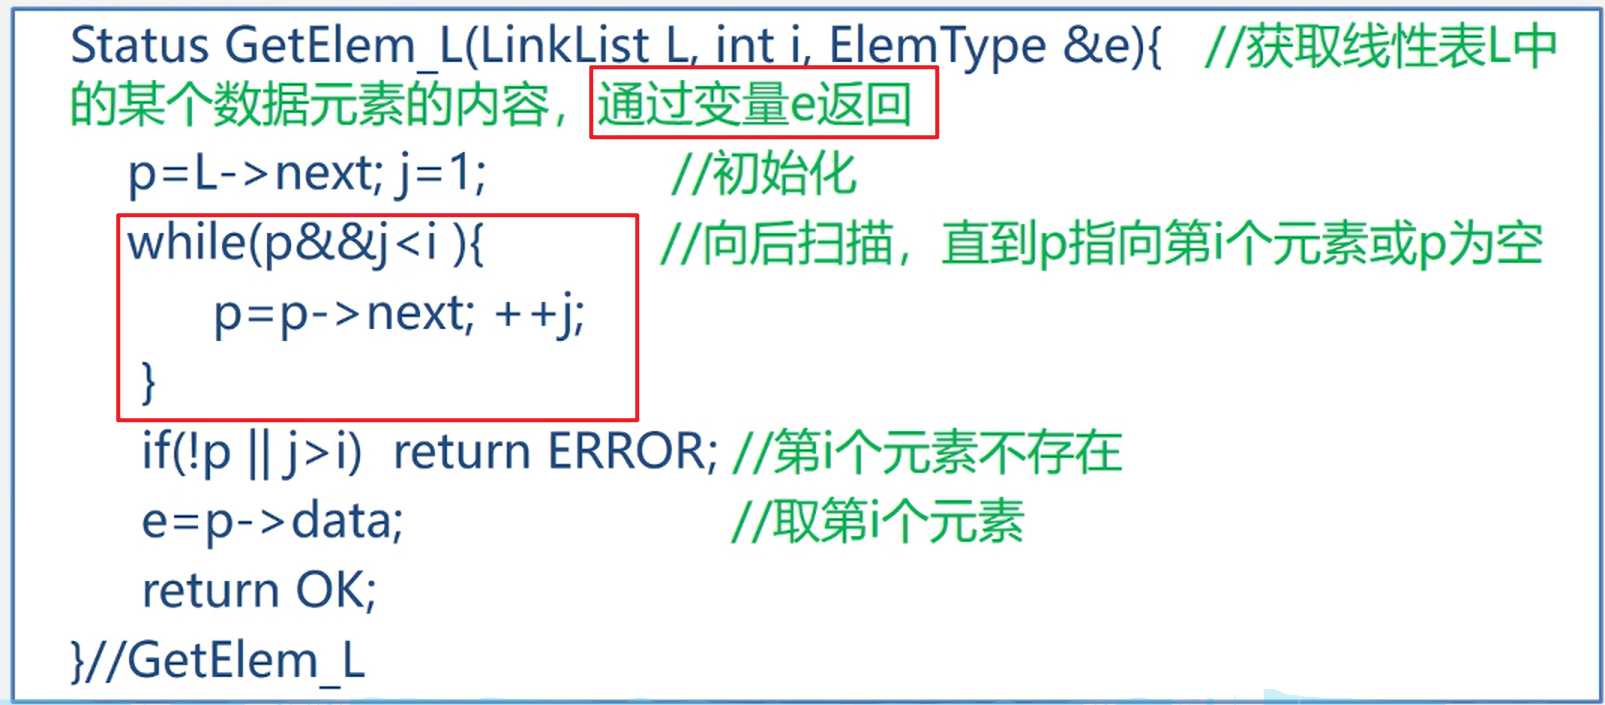 Status GetElem_L(LinkList L, int i, ElemType &e){ //获取线性表L中
的某个数据元素的内容，通过变量e返回
p=L->next; j=1; //初始化
while(p&&j<i ){ //向后扫描，直到p指向第i个元素或p为空
p=p->next; ++j;
}
if(!p || j>i) return ERROR; //第i个元素不存在
e=p->data; //取第i个元素
return OK;
}//GetElem_L